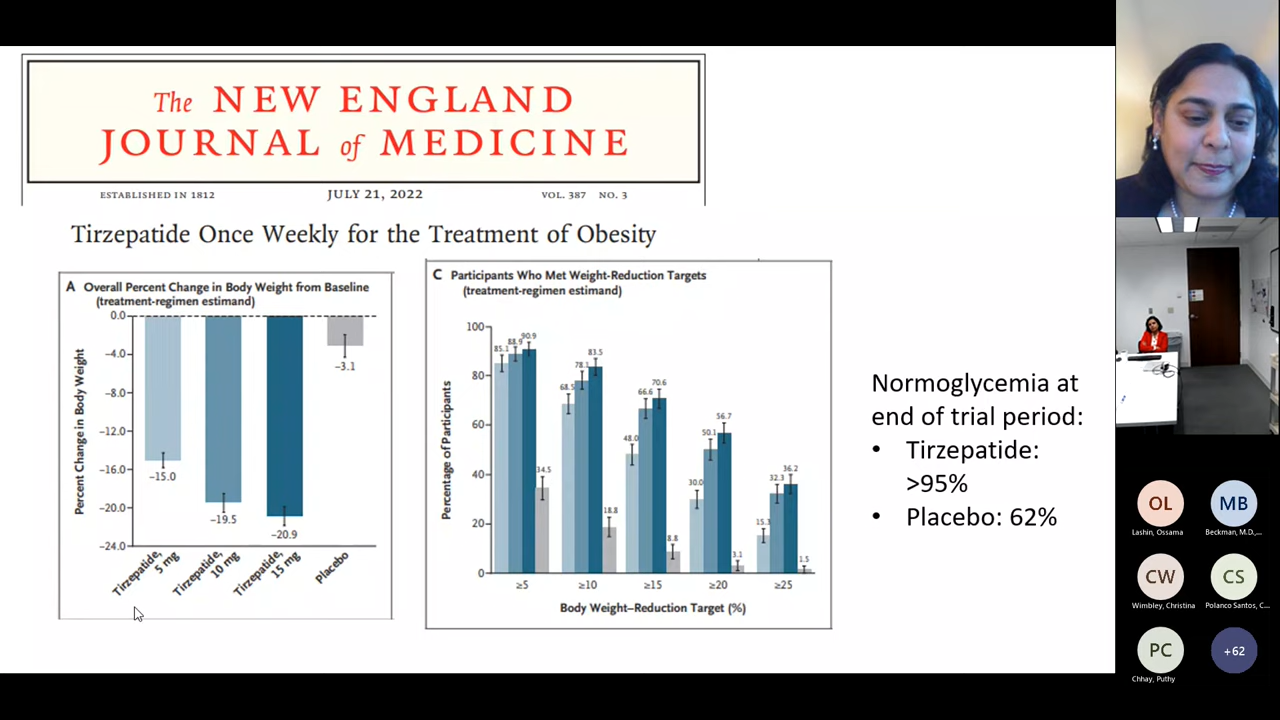 The NEW ENGLAND
JOURNAL of MEDICINE
ESTABLISHED IN 1812
JULY 21, 2022
VOL. 387 NO. 3
Tirzepatide Once Weekly for the Treatment of Obesity
A Overall Percent Change in Body Weight from Baseline
(treatment-regimen estimand)
Percent Change in Body Weight
0.0
−4.0
−8.0
−12.0
−16.0
−20.0
−24.0
−15.0
−19.5
−20.9
−3.1
Tirzepatide, 5 mg
Tirzepatide, 10 mg
Tirzepatide, 15 mg
Placebo
C Participants Who Met Weight-Reduction Targets
(treatment-regimen estimand)
Percentage of Participants
100
80
60
40
20
0
85.1
88.9
90.9
34.5
68.5
78.1
83.5
18.8
48.0
66.6
70.6
8.8
30.0
50.1
56.7
3.1
15.3
32.3
36.2
1.5
≥5
≥10
≥15
≥20
≥25
Body Weight–Reduction Target (%)
Normoglycemia at
end of trial period:
• Tirzepatide:
>95%
• Placebo: 62%
OL
Lashin, Ossama
MB
Beckman, M.D.,...
CW
Wimbley, Christina
CS
Polanco Santos, C...
PC
Chhay, Puthy
+62